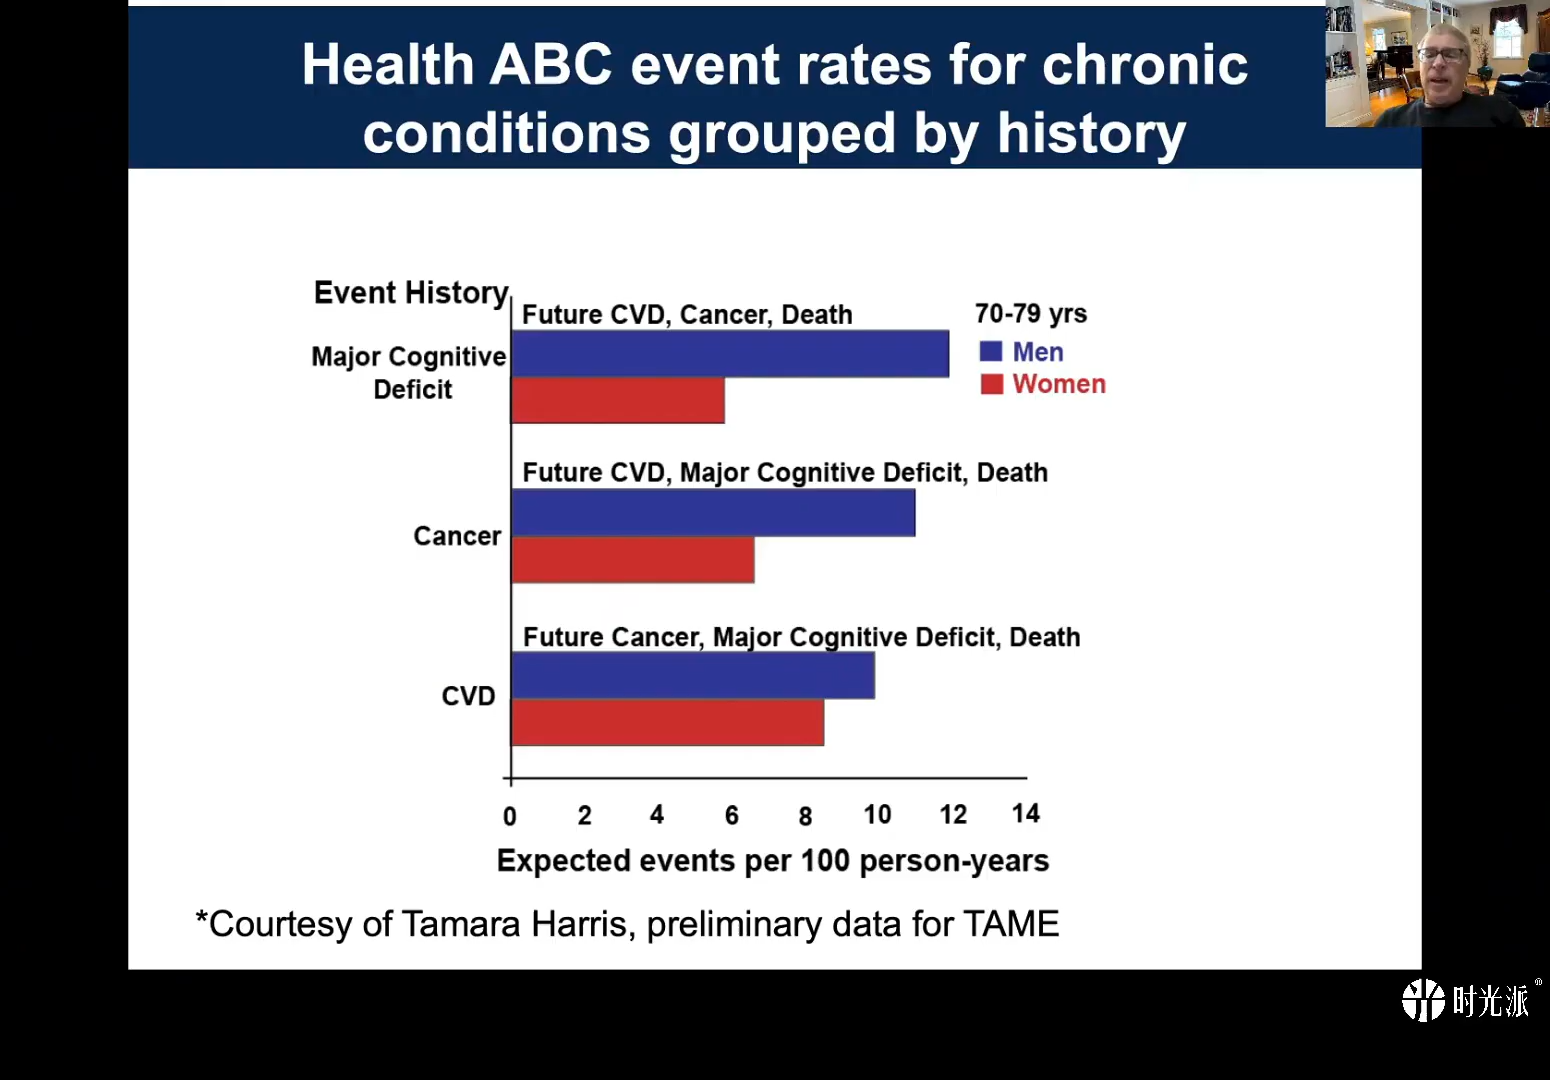 Health ABC event rates for chronic
conditions grouped by history
Event History
Future CVD, Cancer, Death
70-79 yrs
Men
Women
Major Cognitive
Deficit
Future CVD, Major Cognitive Deficit, Death
Cancer
Future Cancer, Major Cognitive Deficit, Death
CVD
0 2 4 6 8 10 12 14
Expected events per 100 person-years
*Courtesy of Tamara Harris, preliminary data for TAME
时光派®